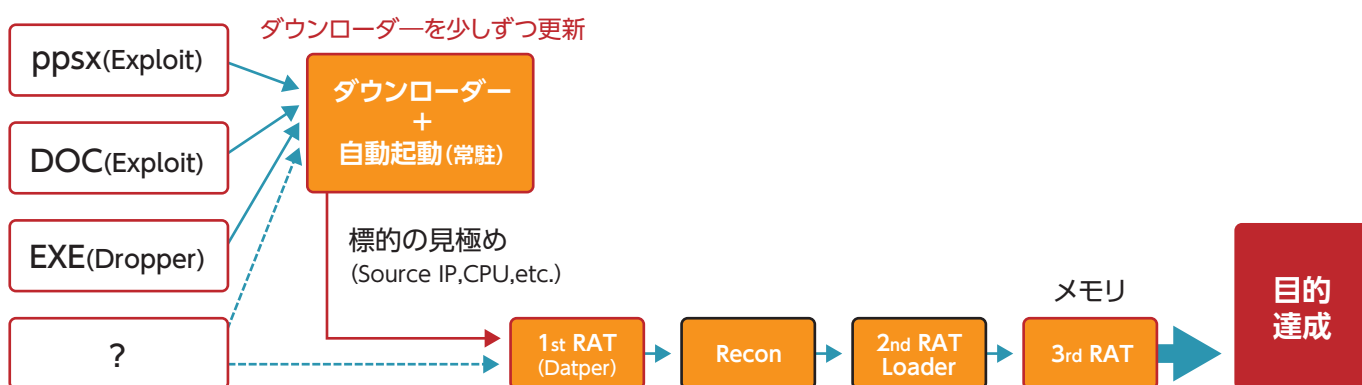 ダウンローダーを少しずつ更新
ppsx(Exploit)
DOC(Exploit)
EXE(Dropper)
?
ダウンローダー
+
自動起動(常駐)
標的の見極め
(Source IP,CPU,etc.)
1st RAT
(Datper)
Recon
2nd RAT
Loader
メモリ
3rd RAT
目的
達成